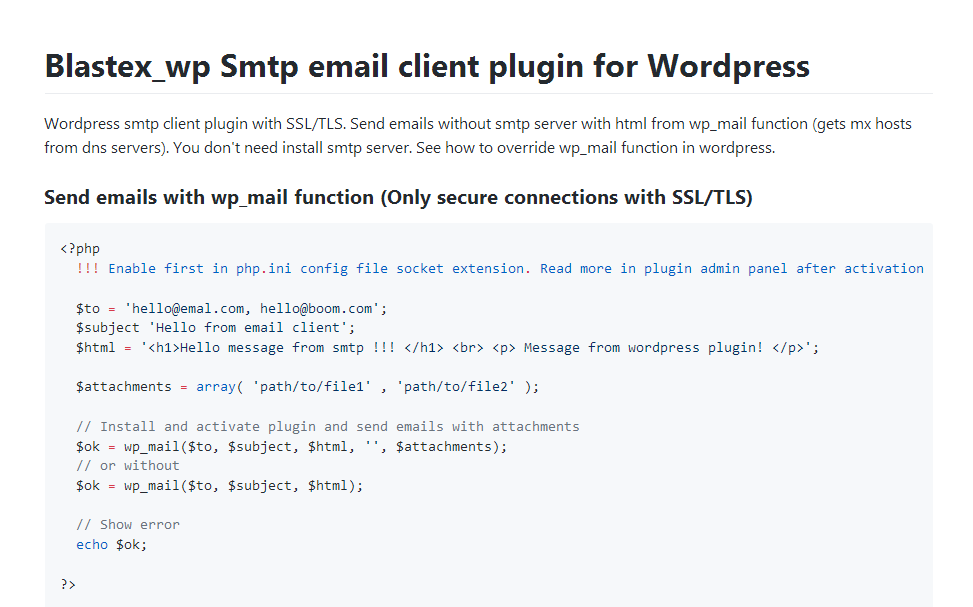 Blastex_wp Smtp email client plugin for Wordpress
Wordpress smtp client plugin with SSL/TLS. Send emails without smtp server with html from wp_mail function (gets mx hosts
from dns servers). You don't need install smtp server. See how to override wp_mail function in wordpress.
Send emails with wp_mail function (Only secure connections with SSL/TLS)
<?php
!!! Enable first in php.ini config file socket extension. Read more in plugin admin panel after activation
$to = 'hello@emal.com, hello@boom.com';
$subject 'Hello from email client';
$html = '<h1>Hello message from smtp !!! </h1> <br> <p> Message from wordpress plugin! </p>';
$attachments = array( 'path/to/file1' , 'path/to/file2' );
// Install and activate plugin and send emails with attachments
$ok = wp_mail($to, $subject, $html, '', $attachments);
// or without
$ok = wp_mail($to, $subject, $html);
// Show error
echo $ok;
?>